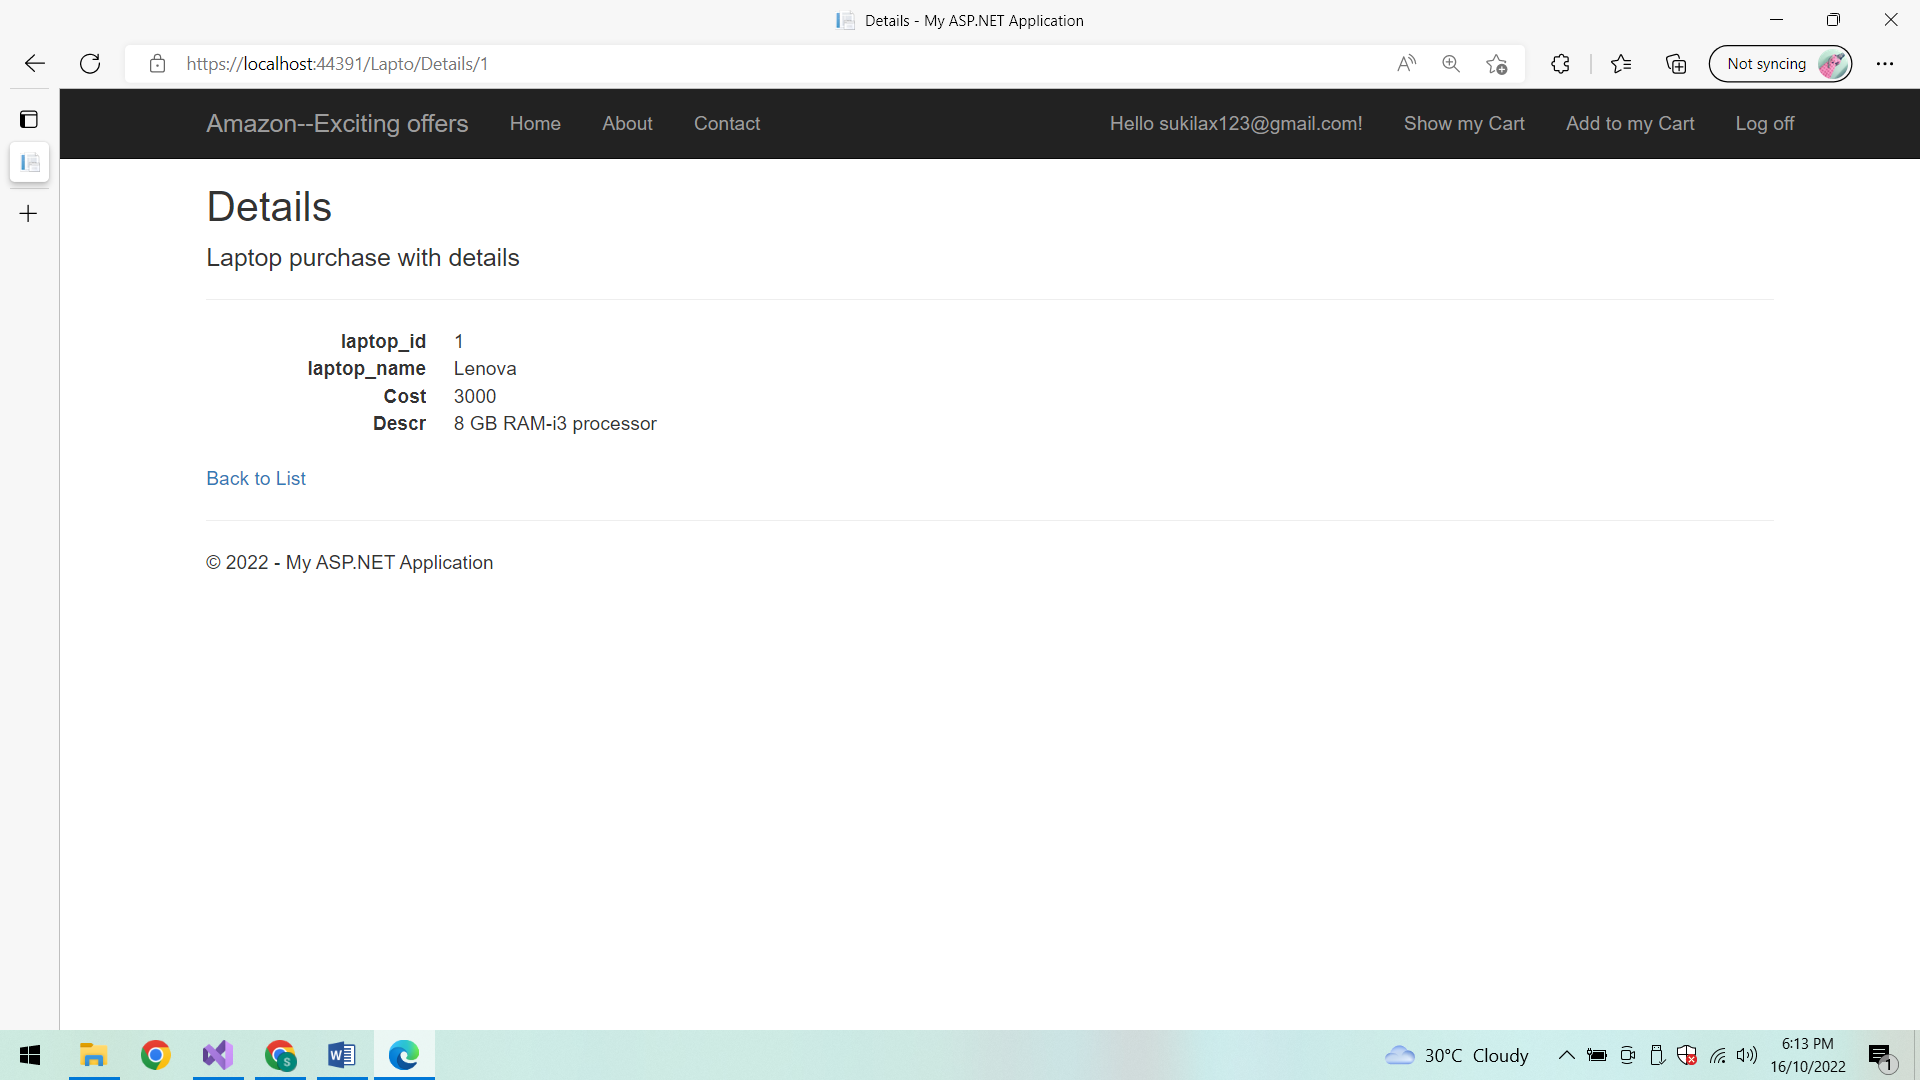 Details - My ASP.NET Application
https://localhost:44391/Lapto/Details/1
Not syncing
Amazon--Exciting offers Home About Contact Hello sukilax123@gmail.com! Show my Cart Add to my Cart Log off
Details
Laptop purchase with details
laptop_id 1
laptop_name Lenova
Cost 3000
Descr 8 GB RAM-i3 processor
Back to List
© 2022 - My ASP.NET Application
30°C Cloudy
6:13 PM
16/10/2022
1